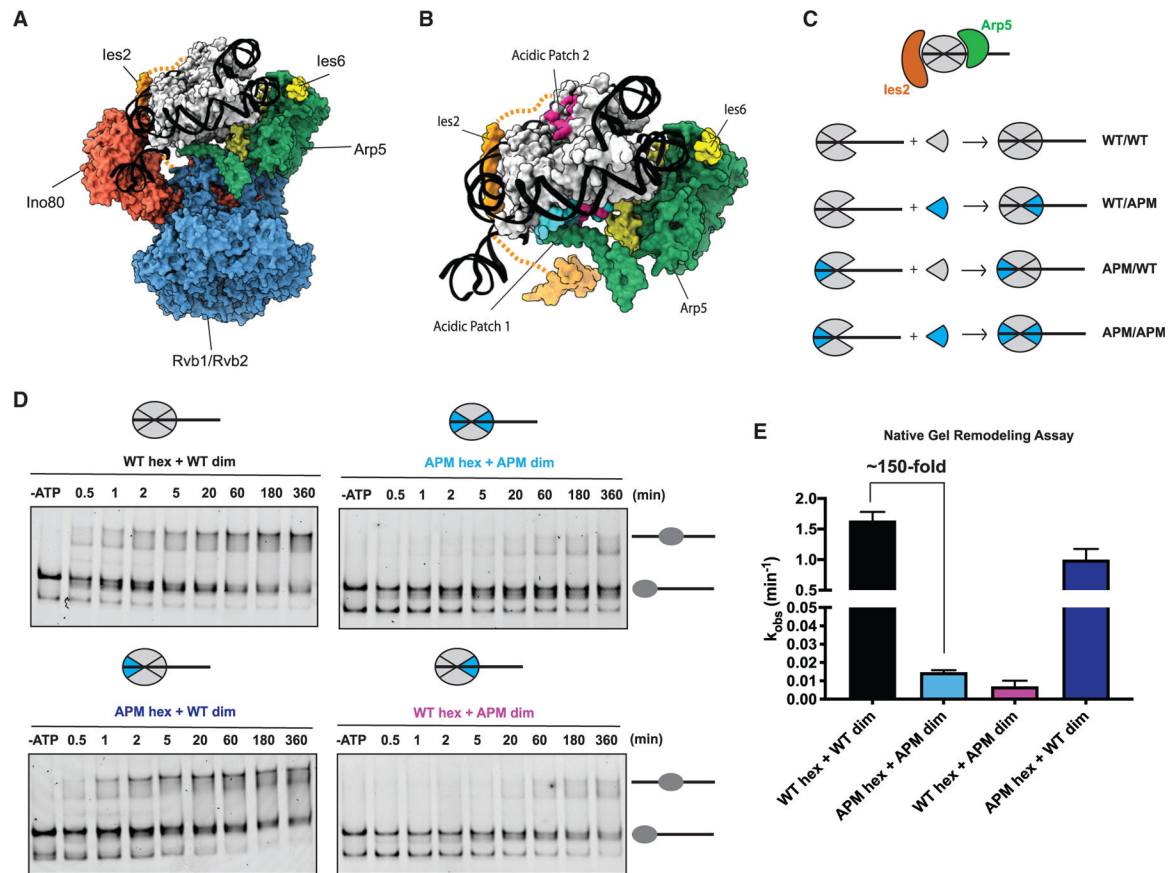 A
Ies2
Ies6
Arp5
Ino80
Rvb1/Rvb2
B
Acidic Patch 2
Ies2
Ies6
Arp5
Acidic Patch 1
C
Arp5
Ies2
+ → WT/WT
+ → WT/APM
+ → APM/WT
+ → APM/APM
D
WT hex + WT dim
-ATP 0.5 1 2 5 20 60 180 360
APM hex + APM dim
-ATP 0.5 1 2 5 20 60 180 360 (min)
APM hex + WT dim
-ATP 0.5 1 2 5 20 60 180 360
WT hex + APM dim
-ATP 0.5 1 2 5 20 60 180 360 (min)
E
Native Gel Remodeling Assay
~150-fold
kobs (min⁻¹)
2.0
1.5
1.0
0.5
0.05
0.04
0.03
0.02
0.01
0.00
WT hex + WT dim
APM hex + APM dim
WT hex + APM dim
APM hex + WT dim